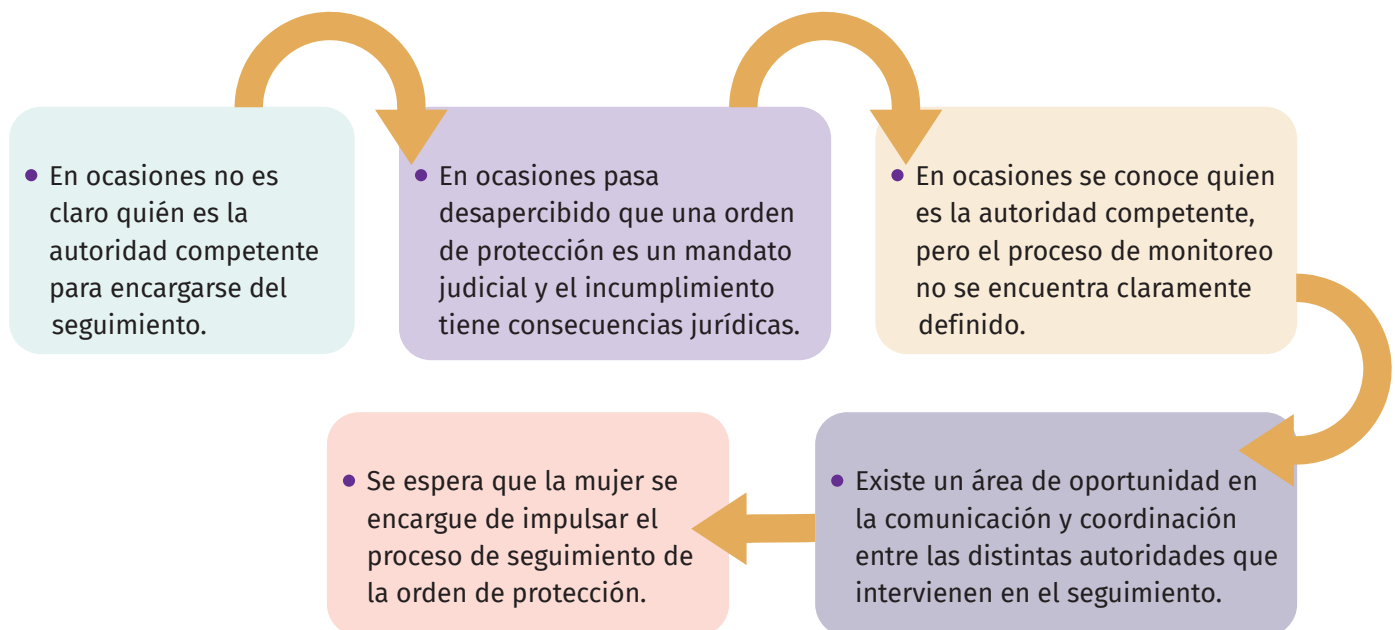 • En ocasiones no es
claro quién es la
autoridad competente
para encargarse del
seguimiento.
• En ocasiones pasa
desapercibido que una orden
de protección es un mandato
judicial y el incumplimiento
tiene consecuencias jurídicas.
• En ocasiones se conoce quien
es la autoridad competente,
pero el proceso de monitoreo
no se encuentra claramente
definido.
• Existe un área de oportunidad en
la comunicación y coordinación
entre las distintas autoridades que
intervienen en el seguimiento.
• Se espera que la mujer se
encargue de impulsar el
proceso de seguimiento de
la orden de protección.